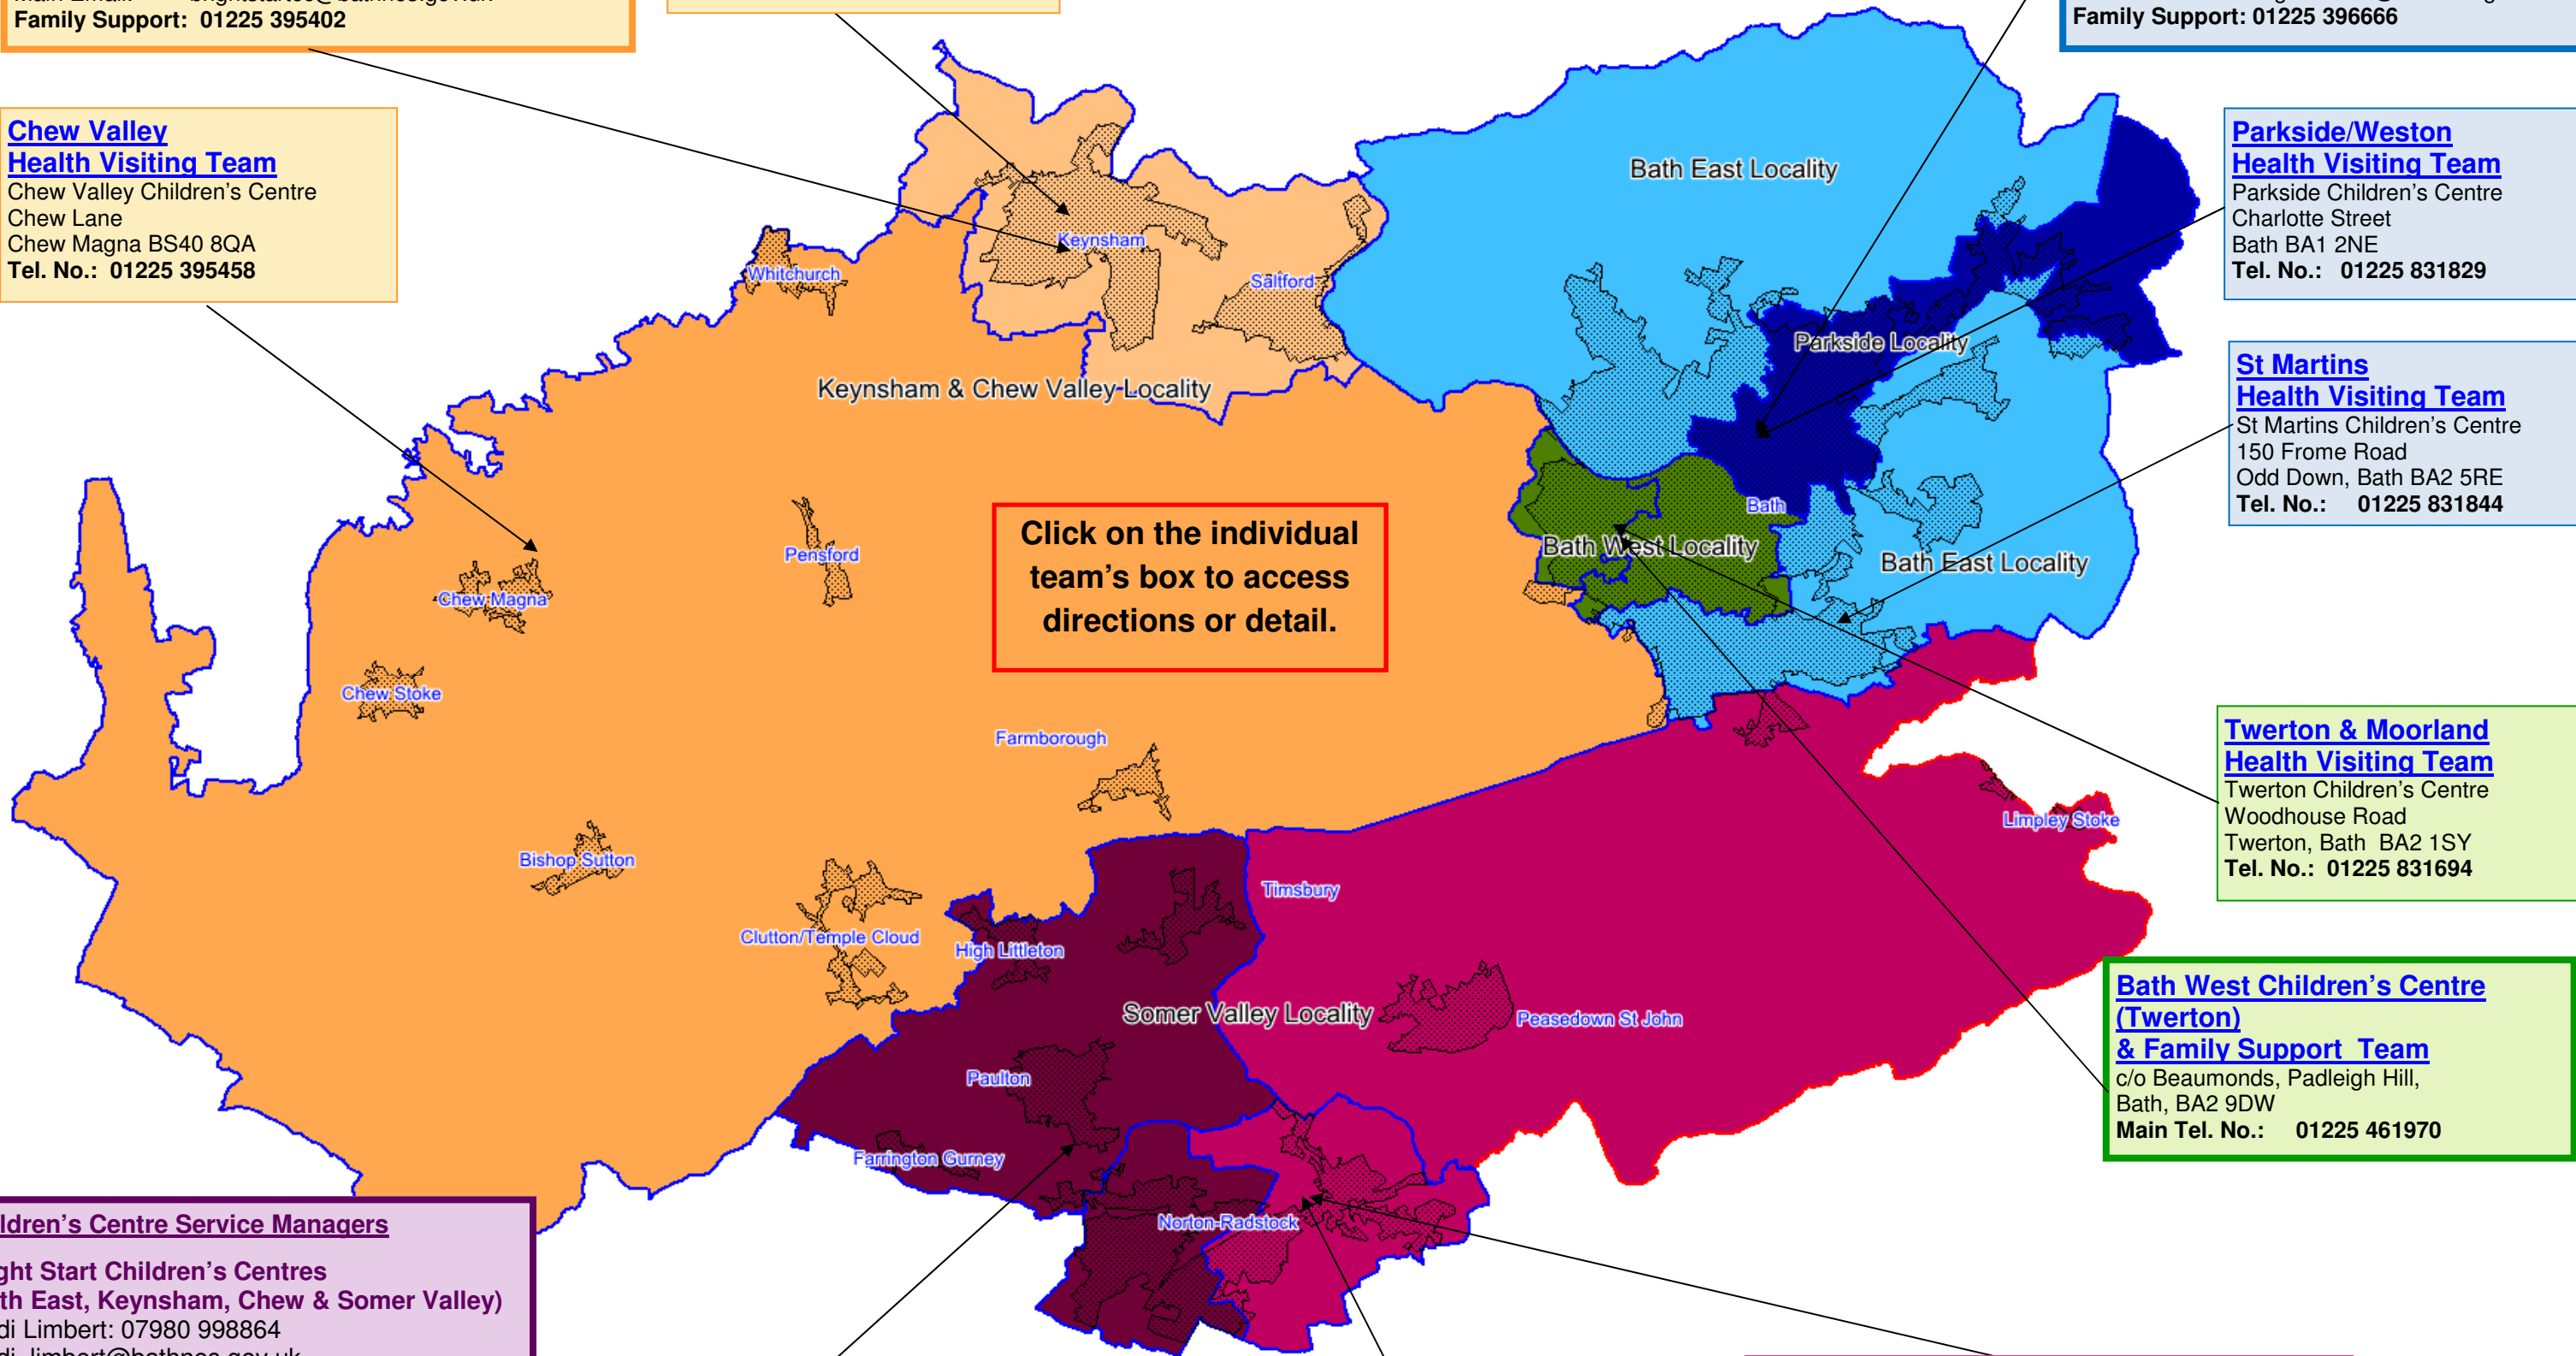 Family Support: 01225 395402
Family Support: 01225 396666
Chew Valley
Health Visiting Team
Chew Valley Children's Centre
Chew Lane
Chew Magna BS40 8QA
Tel. No.: 01225 395458
Parkside/Weston
Health Visiting Team
Parkside Children's Centre
Charlotte Street
Bath BA1 2NE
Tel. No.: 01225 831829
St Martins
Health Visiting Team
St Martins Children's Centre
150 Frome Road
Odd Down, Bath BA2 5RE
Tel. No.: 01225 831844
Bath East Locality
Keynsham
Whitchurch
Saltford
Parkside Locality
Keynsham & Chew Valley Locality
Click on the individual
team's box to access
directions or detail.
Bath
Bath West Locality
Bath East Locality
Pensford
Chew Magna
Chew Stoke
Farmborough
Twerton & Moorland
Health Visiting Team
Twerton Children's Centre
Woodhouse Road
Twerton, Bath BA2 1SY
Tel. No.: 01225 831694
Limpley Stoke
Bishop Sutton
Timsbury
Clutton/Temple Cloud
High Littleton
Somer Valley Locality
Peasedown St John
Paulton
Farrington Gurney
Norton-Radstock
Bath West Children's Centre
(Twerton)
& Family Support Team
c/o Beaumonds, Padleigh Hill,
Bath, BA2 9DW
Main Tel. No.: 01225 461970
ldren's Centre Service Managers
ght Start Children's Centres
th East, Keynsham, Chew & Somer Valley)
di Limbert: 07980 998864